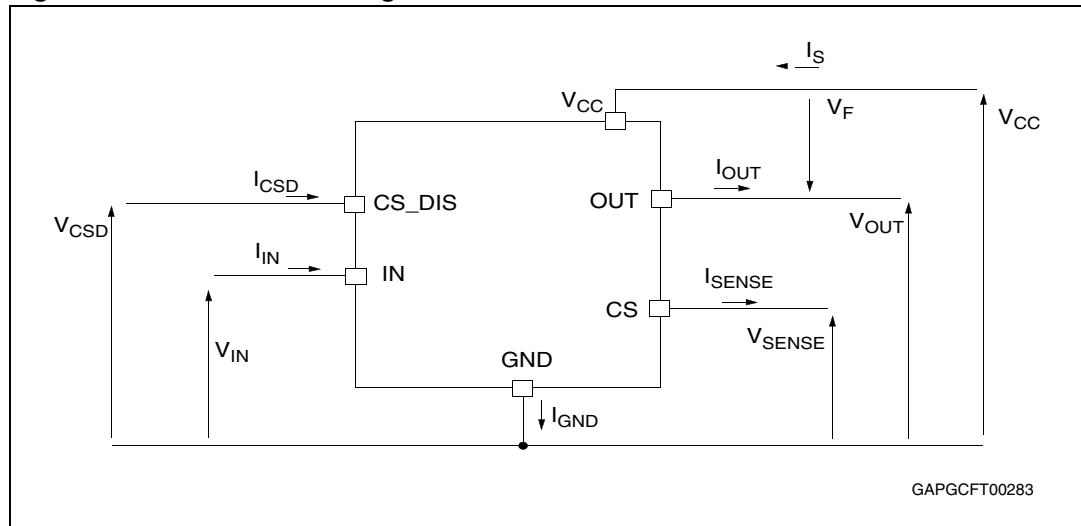 I_S
V_CC
V_F
V_CC
I_CSD
CS_DIS
OUT
I_OUT
V_CSD
V_OUT
I_IN
IN
I_SENSE
CS
V_IN
V_SENSE
GND
I_GND
GAPGCFT00283